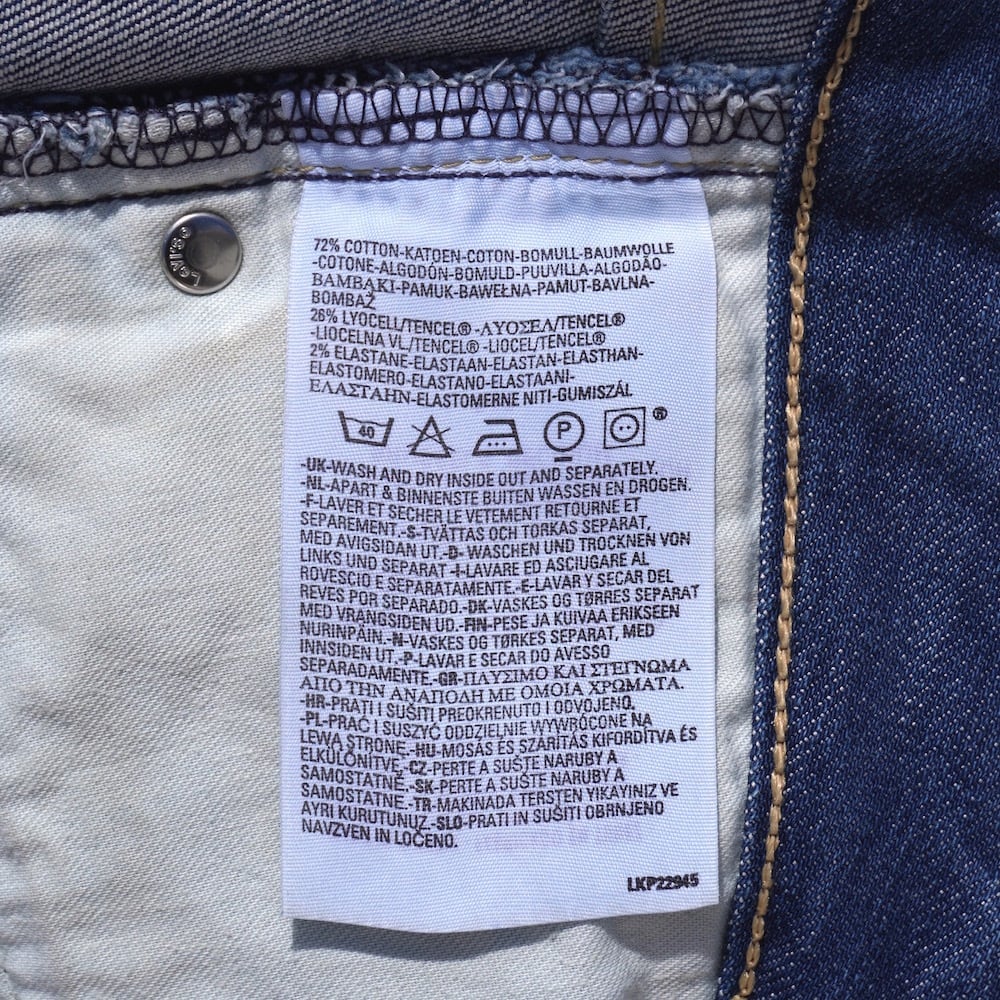 Levi's®
72% COTTON-KATOEN-COTON-BOMULL-BAUMWOLLE
-COTONE-ALGODÓN-BOMULD-PUUVILLA-ALGODÃO-
ΒΑΜΒΑΚΙ-PAMUK-BAWEŁNA-PAMUT-BAVLNA-
BOMBAŽ
26% LYOCELL/TENCEL® -ΛΥΟΣΕΛ/TENCEL®
-LIOCELNA VL./TENCEL® -LIOCEL/TENCEL®
2% ELASTANE-ELASTAAN-ELASTAN-ELASTHAN-
ELASTOMERO-ELASTANO-ELASTAANI-
ΕΛΑΣΤΑΗΝ-ELASTOMERNE NITI-GUMISZÁL
40 P ®
-UK-WASH AND DRY INSIDE OUT AND SEPARATELY.
-NL-APART & BINNENSTE BUITEN WASSEN EN DROGEN.
-F-LAVER ET SECHER LE VETEMENT RETOURNE ET
SEPAREMENT.-S-TVÄTTAS OCH TORKAS SEPARAT,
MED AVIGSIDAN UT.-D- WASCHEN UND TROCKNEN VON
LINKS UND SEPARAT -I-LAVARE ED ASCIUGARE AL
ROVESCIO E SEPARATAMENTE.-E-LAVAR Y SECAR DEL
REVES POR SEPARADO.-DK-VASKES OG TØRRES SEPARAT
MED VRANGSIDEN UD.-FIN-PESE JA KUIVAA ERIKSEEN
NURINPÄIN.-N-VASKES OG TØRKES SEPARAT, MED
INNSIDEN UT.-P-LAVAR E SECAR DO AVESSO
SEPARADAMENTE.-GR-ΠΛΥΣΙΜΟ ΚΑΙ ΣΤΕΓΝΩΜΑ
ΑΠΟ ΤΗΝ ΑΝΑΠΟΔΗ ΜΕ ΟΜΟΙΑ ΧΡΩΜΑΤΑ.
-HR-PRATI I SUŠITI PREOKRENUTO I ODVOJENO.
-PL-PRAĆ I SUSZYĆ ODDZIELNIE WYWRÓCONE NA
LEWA STRONE.-HU-MOSÁS ÉS SZÁRÍTÁS KIFORDÍTVA ÉS
ELKÜLÖNITVE.-CZ-PERTE A SUŠTE NARUBY A
SAMOSTATNĚ.-SK-PERTE A SUŠTE NARUBY A
SAMOSTATNE.-TR-MAKINADA TERSTEN YIKAYINIZ VE
AYRI KURUTUNUZ.-SLO-PRATI IN SUŠITI OBRNJENO
NAVZVEN IN LOČENO.
LKP22945